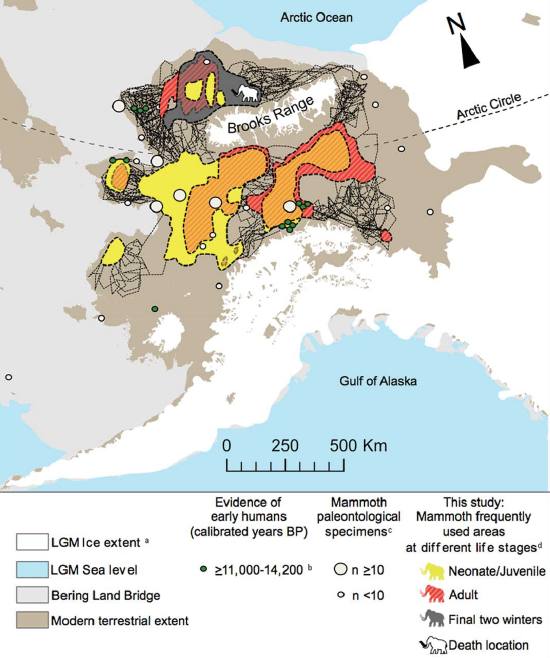 Arctic Ocean
N
Brooks Range
Arctic Circle
Gulf of Alaska
0 250 500 Km
LGM Ice extent a
LGM Sea level
Bering Land Bridge
Modern terrestrial extent
Evidence of
early humans
(calibrated years BP)
≥11,000-14,200 b
Mammoth
paleontological
specimensc
n ≥10
n <10
This study:
Mammoth frequently
used areas
at different life stagesd
Neonate/Juvenile
Adult
Final two winters
Death location